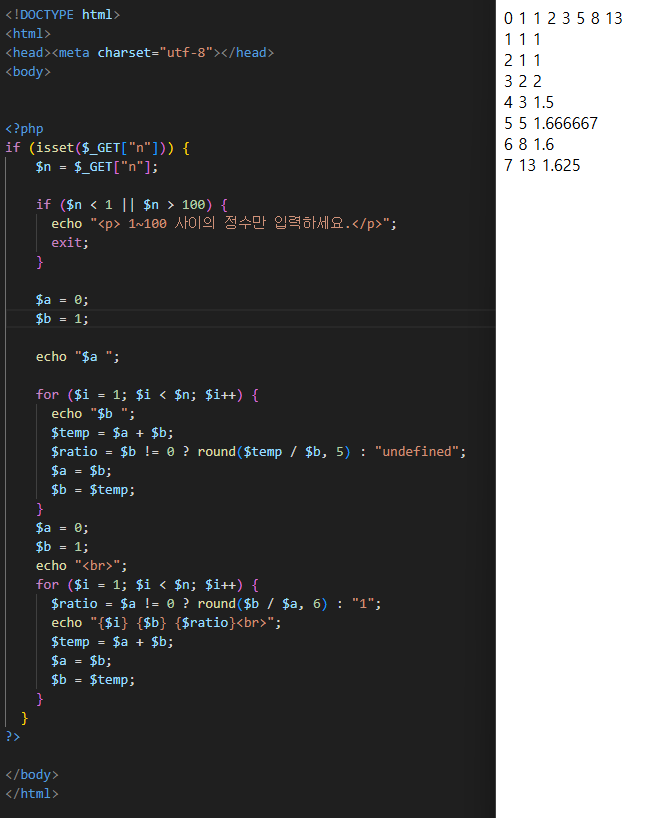 <!DOCTYPE html>
<html>
<head><meta charset="utf-8"></head>
<body>
<?php
if (isset($_GET["n"])) {
$n = $_GET["n"];
if ($n < 1 || $n > 100) {
echo "<p> 1~100 사이의 정수만 입력하세요.</p>";
exit;
}
$a = 0;
$b = 1;
echo "$a ";
for ($i = 1; $i < $n; $i++) {
echo "$b ";
$temp = $a + $b;
$ratio = $b != 0 ? round($temp / $b, 5) : "undefined";
$a = $b;
$b = $temp;
}
$a = 0;
$b = 1;
echo "<br>";
for ($i = 1; $i < $n; $i++) {
$ratio = $a != 0 ? round($b / $a, 6) : "1";
echo "{$i} {$b} {$ratio}<br>";
$temp = $a + $b;
$a = $b;
$b = $temp;
}
}
?>
</body>
</html>
0 1 1 2 3 5 8 13
1 1 1
2 1 1
3 2 2
4 3 1.5
5 5 1.666667
6 8 1.6
7 13 1.625